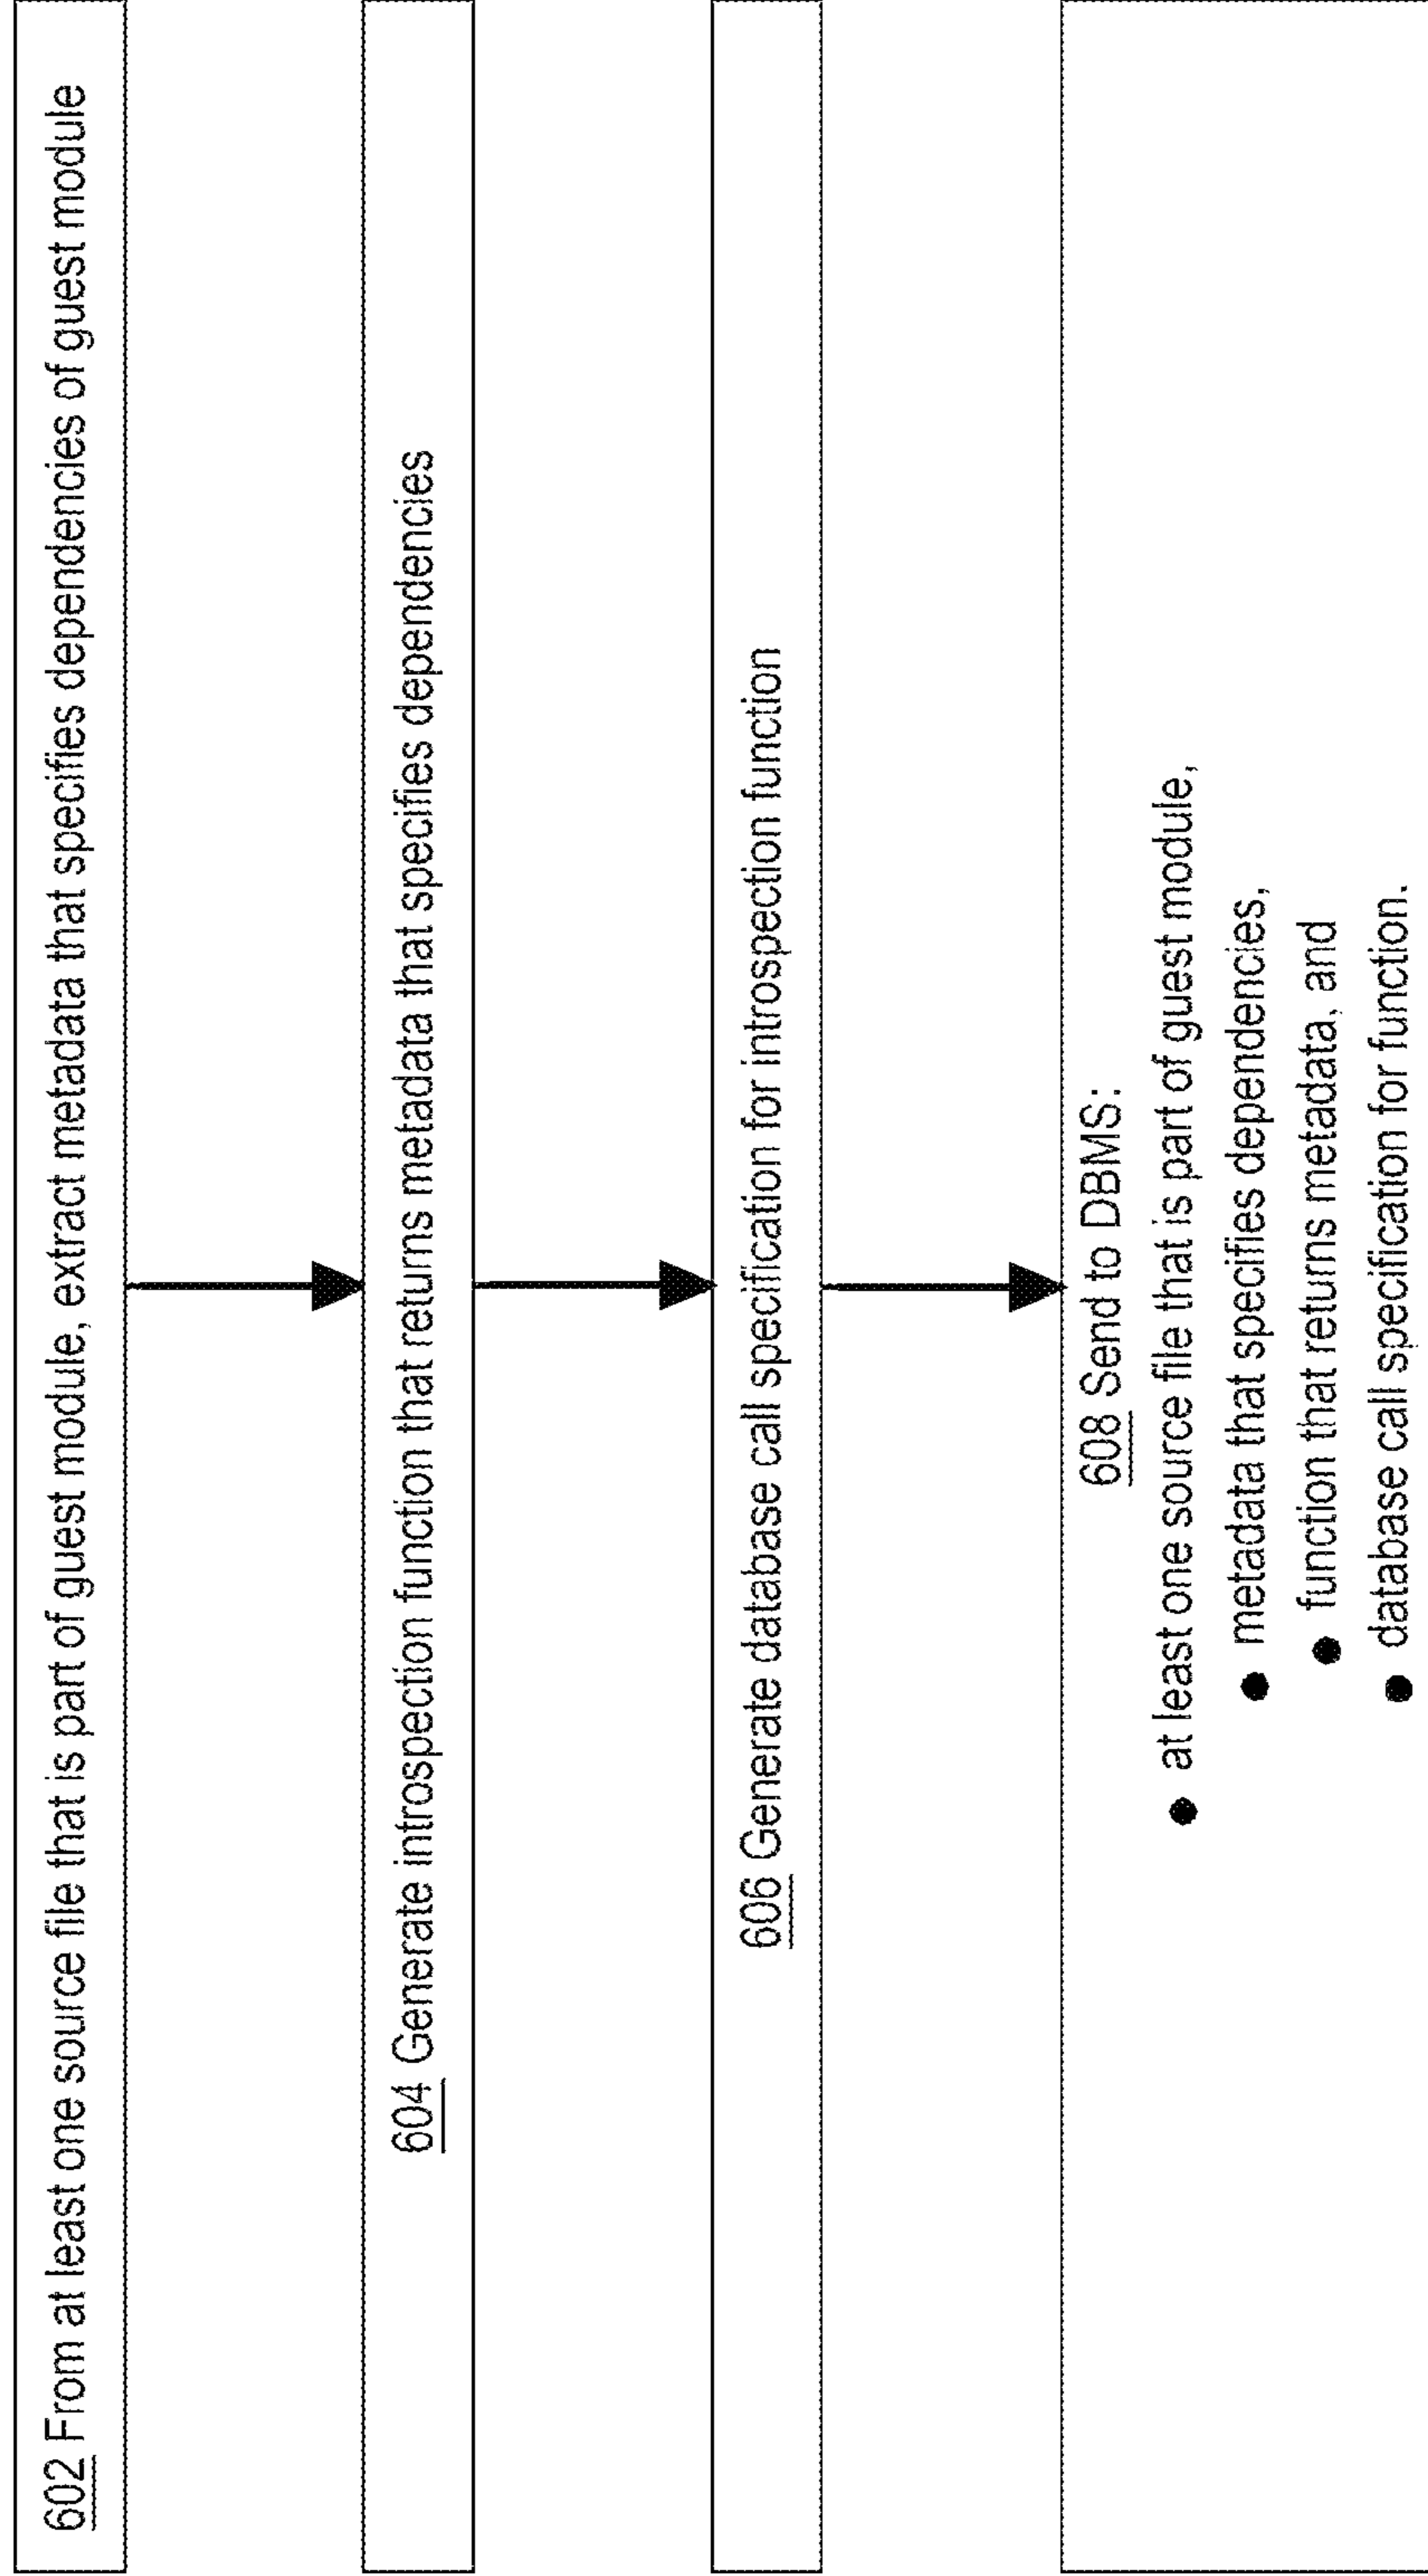 602 From at least one source file that is part of guest module, extract metadata that specifies dependencies of guest module
604 Generate introspection function that returns metadata that specifies dependencies
606 Generate database call specification for introspection function
608 Send to DBMS:
● at least one source file that is part of guest module,
● metadata that specifies dependencies,
● function that returns metadata, and
● database call specification for function.